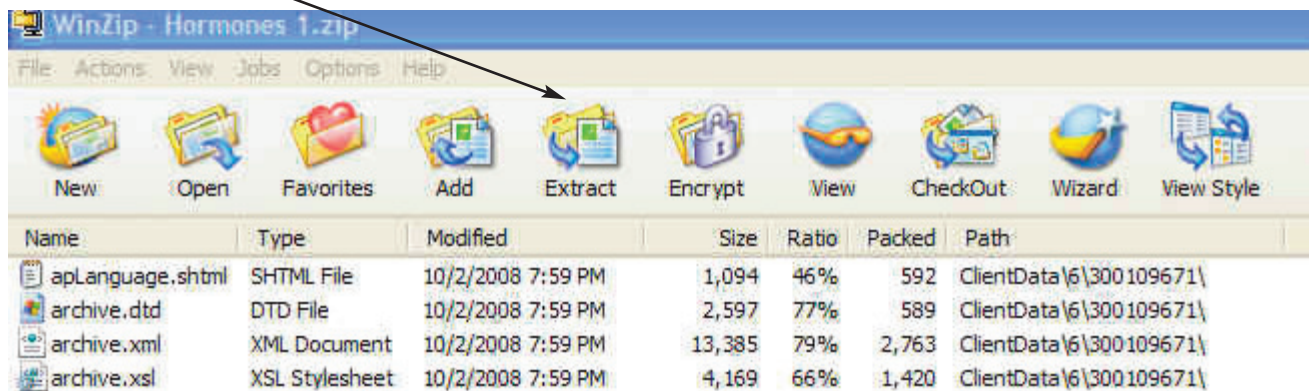 WinZip - Hormones 1.zip
File Actions View Jobs Options Help
New Open Favorites Add Extract Encrypt View CheckOut Wizard View Style
Name Type Modified Size Ratio Packed Path
apLanguage.shtml SHTML File 10/2/2008 7:59 PM 1,094 46% 592 ClientData\6\300109671\
archive.dtd DTD File 10/2/2008 7:59 PM 2,597 77% 589 ClientData\6\300109671\
archive.xml XML Document 10/2/2008 7:59 PM 13,385 79% 2,763 ClientData\6\300109671\
archive.xsl XSL Stylesheet 10/2/2008 7:59 PM 4,169 66% 1,420 ClientData\6\300109671\